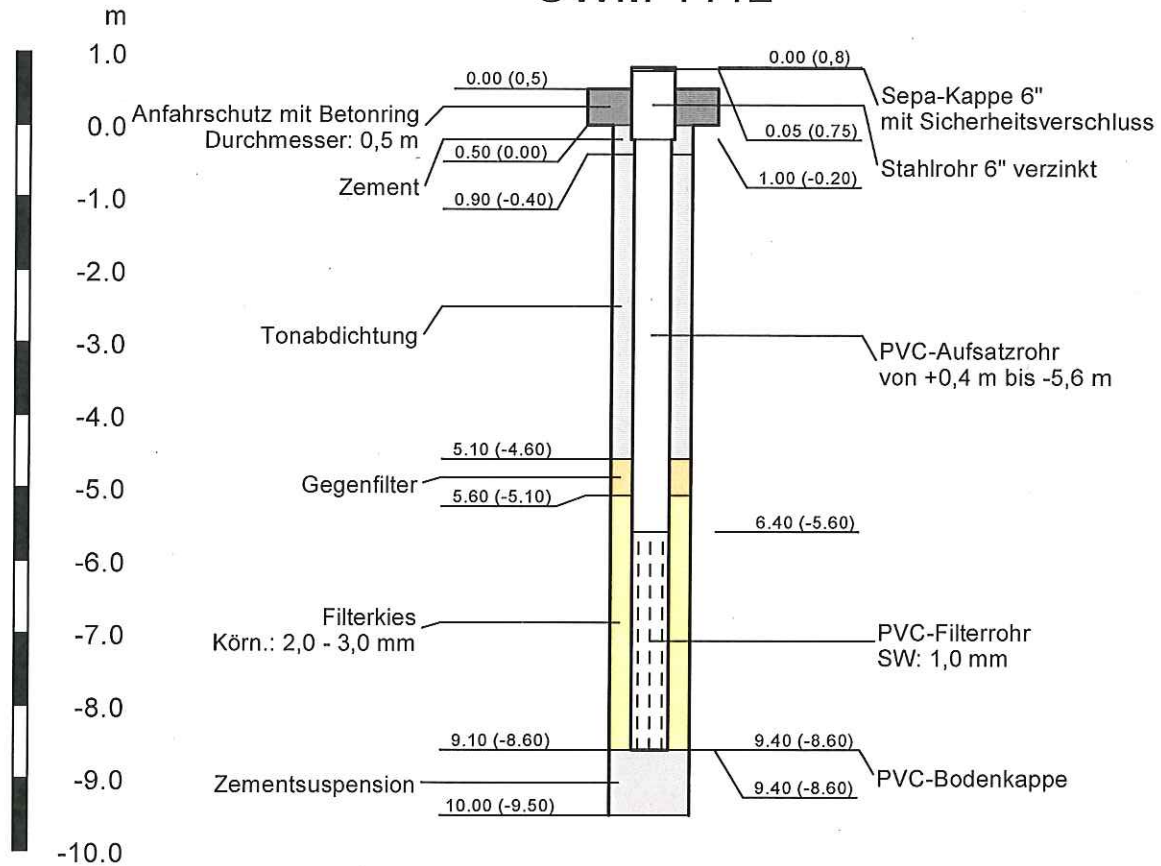 m
1.0
0.0
-1.0
-2.0
-3.0
-4.0
-5.0
-6.0
-7.0
-8.0
-9.0
-10.0
0.00 (0,5)
Anfahrschutz mit Betonring
Durchmesser: 0,5 m
0.50 (0.00)
Zement
0.90 (-0.40)
Tonabdichtung
5.10 (-4.60)
Gegenfilter
5.60 (-5.10)
Filterkies
Körn.: 2,0 - 3,0 mm
9.10 (-8.60)
Zementsuspension
10.00 (-9.50)
0.00 (0,8)
Sepa-Kappe 6"
mit Sicherheitsverschluss
0.05 (0.75)
Stahlrohr 6" verzinkt
1.00 (-0.20)
PVC-Aufsatzrohr
von +0,4 m bis -5,6 m
6.40 (-5.60)
PVC-Filterrohr
SW: 1,0 mm
9.40 (-8.60)
PVC-Bodenkappe
9.40 (-8.60)